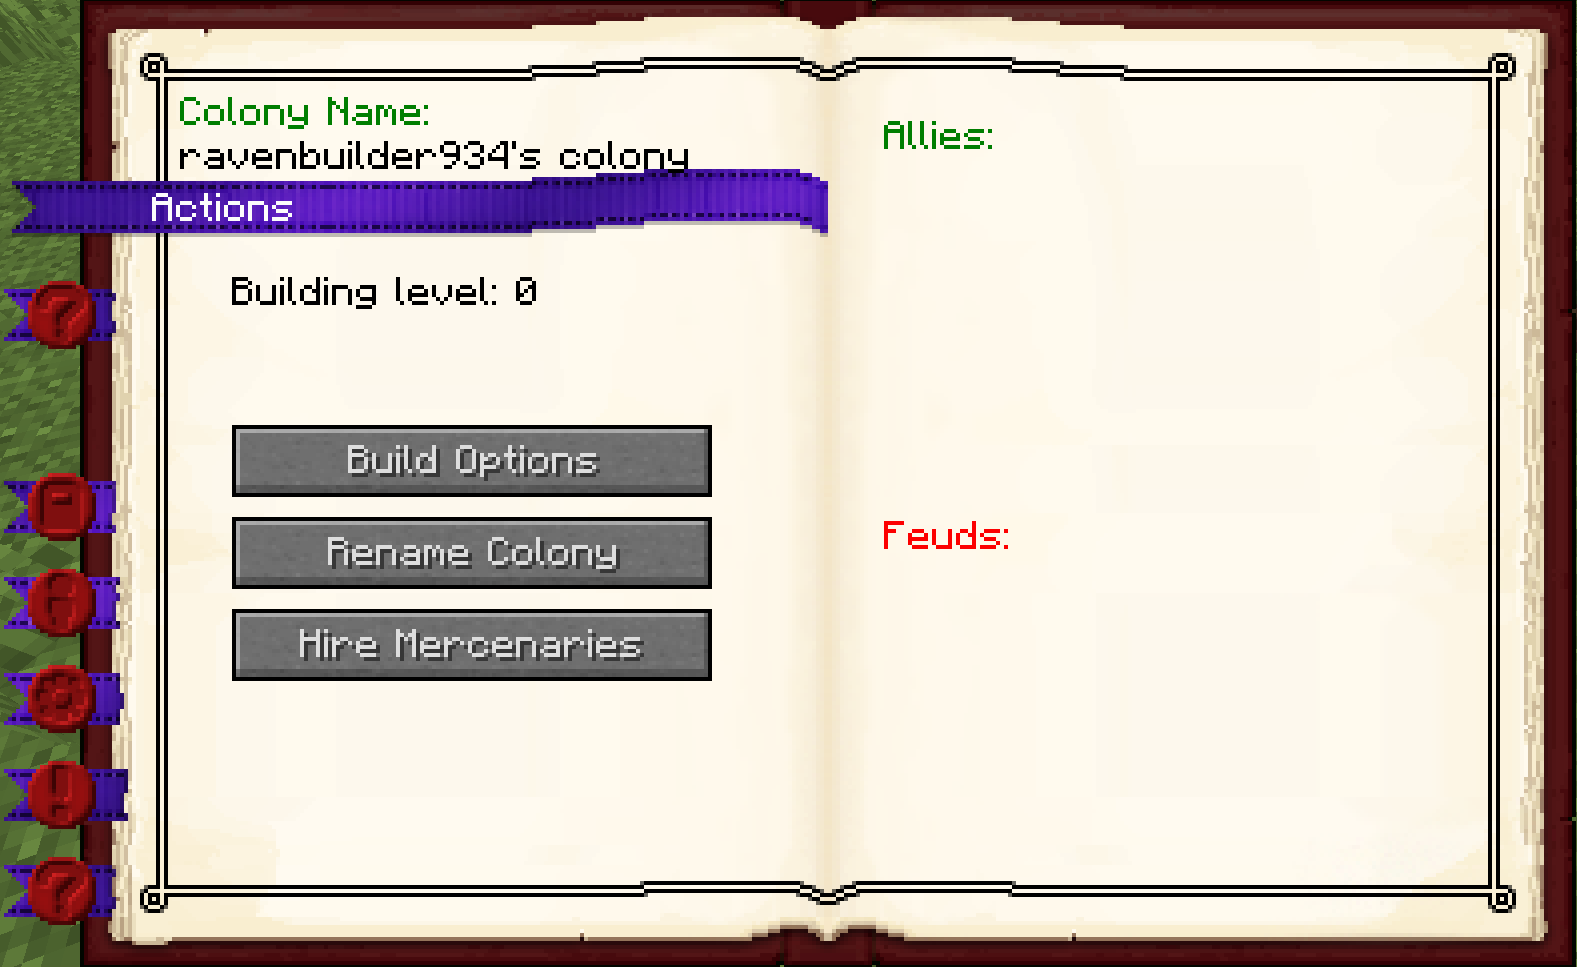 Colony Name:
ravenbuilder934's colony
Actions
Building level: 0
Build Options
Rename Colony
Hire Mercenaries
Allies:
Feuds: